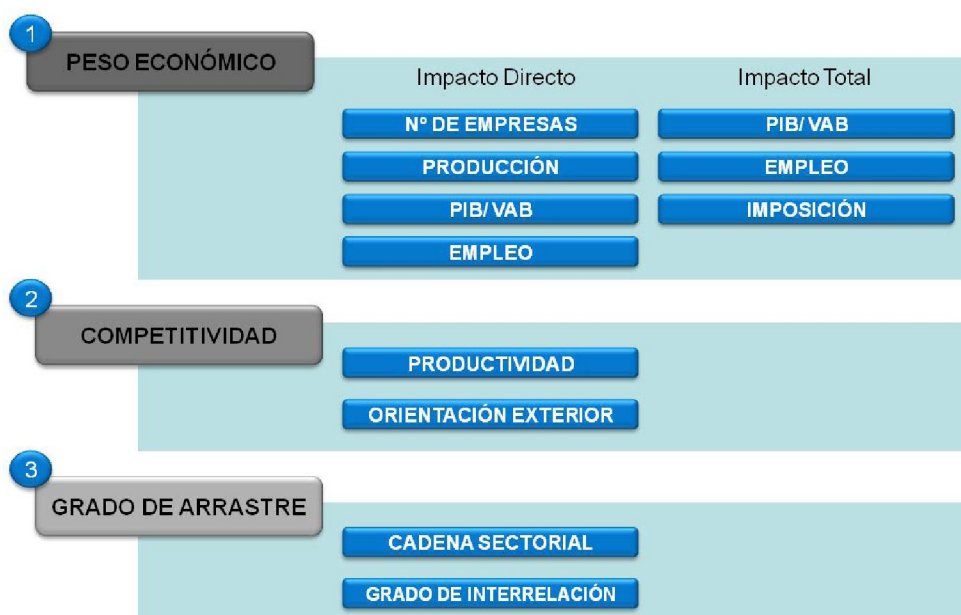 1
PESO ECONÓMICO
Impacto Directo
Impacto Total
Nº DE EMPRESAS
PIB/ VAB
PRODUCCIÓN
EMPLEO
PIB/ VAB
IMPOSICIÓN
EMPLEO
2
COMPETITIVIDAD
PRODUCTIVIDAD
ORIENTACIÓN EXTERIOR
3
GRADO DE ARRASTRE
CADENA SECTORIAL
GRADO DE INTERRELACIÓN